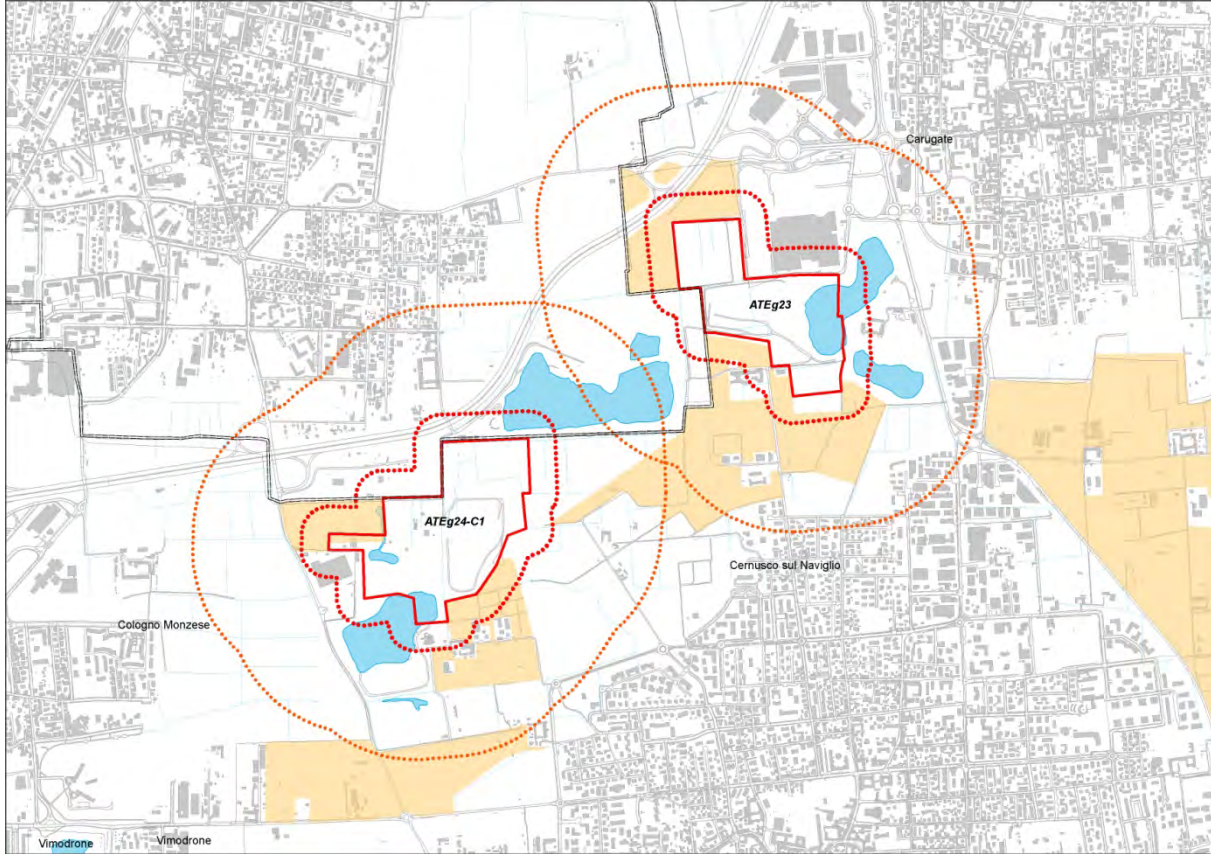 Carugate
ATEg23
ATEg24-C1
Cernusco sul Naviglio
Cologno Monzese
Vimodrone
Vimodrone